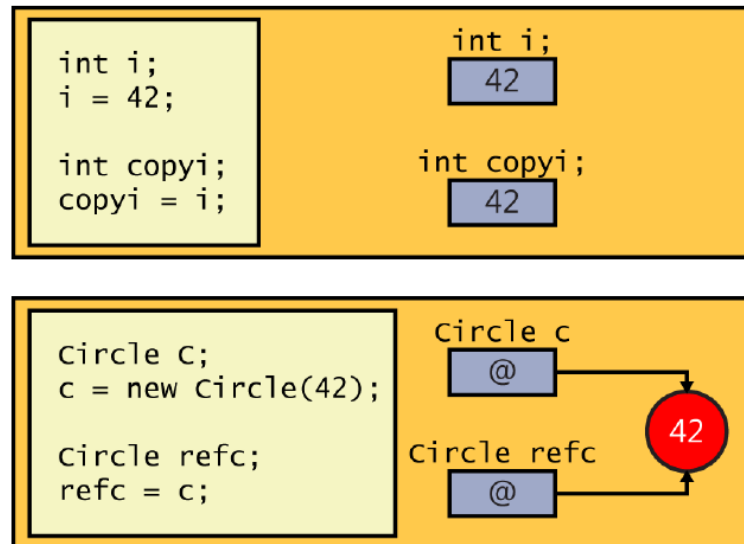 int i;
i = 42;
int copyi;
copyi = i;
int i;
42
int copyi;
42
Circle C;
c = new Circle(42);
Circle refc;
refc = c;
Circle c
@
42
Circle refc
@